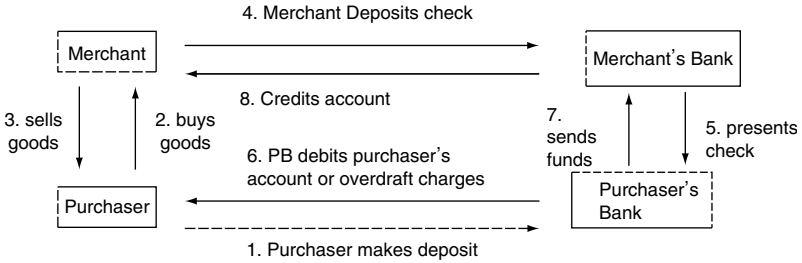 4. Merchant Deposits check
Merchant
Merchant's Bank
8. Credits account
3. sells
goods
2. buys
goods
7.
sends
funds
5. presents
check
6. PB debits purchaser's
account or overdraft charges
Purchaser
Purchaser's
Bank
1. Purchaser makes deposit